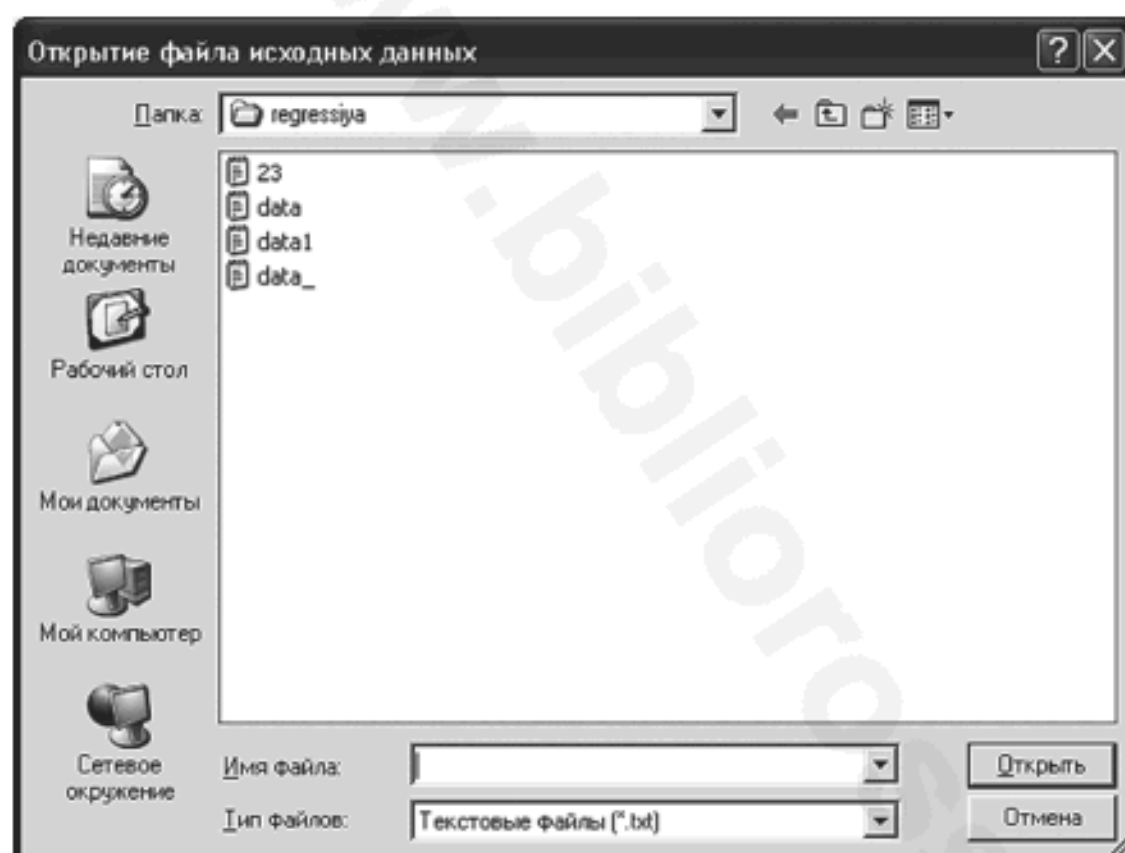 Открытие файла исходных данных
Папка: regressiya
23
data
data1
data_
Недавние
документы
Рабочий стол
Мои документы
Мой компьютер
Сетевое
окружение
Имя файла:
Открыть
Тип файлов: Текстовые файлы (*.txt)
Отмена